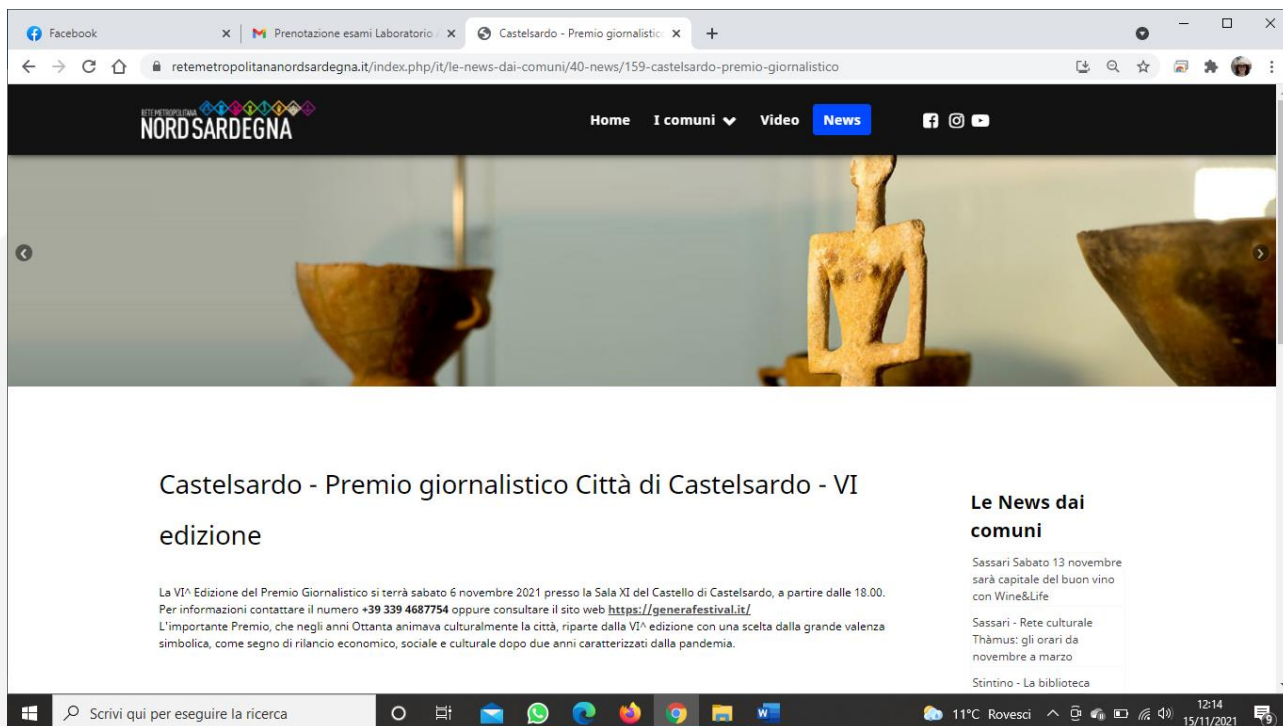 Facebook
Prenotazione esami Laboratorio
Castelsardo - Premio giornalistic
retemetropolitananordsardegna.it/index.php/it/le-news-dai-comuni/40-news/159-castelsardo-premio-giornalistico
RETE METROPOLITANA
NORD SARDEGNA
Home I comuni Video News
Castelsardo - Premio giornalistico Città di Castelsardo - VI
edizione
La VI^ Edizione del Premio Giornalistico si terrà sabato 6 novembre 2021 presso la Sala XI del Castello di Castelsardo, a partire dalle 18.00.
Per informazioni contattare il numero +39 339 4687754 oppure consultare il sito web https://generafestival.it/
L'importante Premio, che negli anni Ottanta animava culturalmente la città, riparte dalla VI^ edizione con una scelta dalla grande valenza
simbolica, come segno di rilancio economico, sociale e culturale dopo due anni caratterizzati dalla pandemia.
Le News dai
comuni
Sassari Sabato 13 novembre
sarà capitale del buon vino
con Wine&Life
Sassari - Rete culturale
Thàmus: gli orari da
novembre a marzo
Stintino - La biblioteca
Scrivi qui per eseguire la ricerca
11°C Rovesci
12:14
15/11/2021